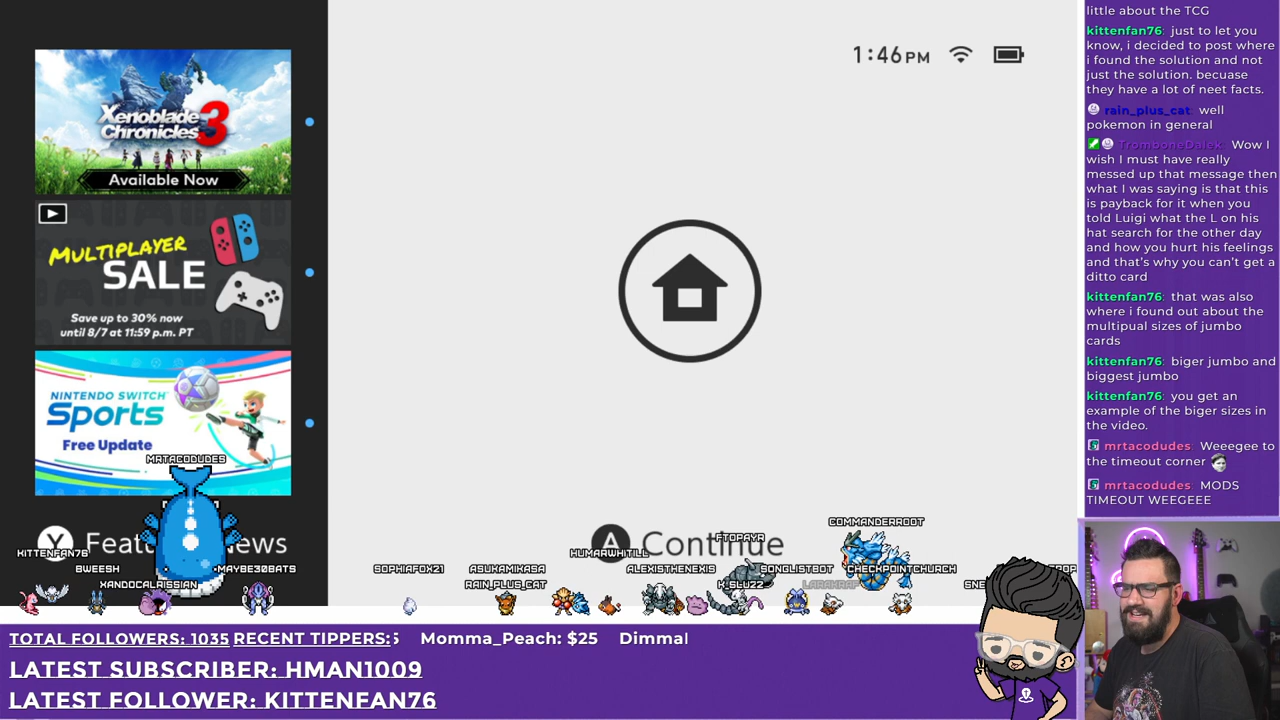 1:46 PM
Xenoblade
Chronicles 3
Available Now
MULTIPLAYER
SALE
Save up to 30% now
until 8/7 at 11:59 p.m. PT
NINTENDO SWITCH
Sports
Free Update
MRTACODUDES
Y
News
A Continue
KITTENFAN76
BWEESH
XANDOCALRISSIAN
MAYBE30BATS
SOPHIAFOX21
ASUKAMIKASA
RAIN_PLUS_CAT
HUMARWHITILL
ALEXISTHENEXIS
FTOPAYR
K_SLUZZ
SONGLISTBOT
COMMANDERROOT
CHECKPOINTCHURCH
TOTAL FOLLOWERS: 1035 RECENT TIPPERS: Momma_Peach: $25 Dimmal
LATEST SUBSCRIBER: HMAN1009
LATEST FOLLOWER: KITTENFAN76
little about the TCG
kittenfan76: just to let you
know, i decided to post where
i found the solution and not
just the solution. becuase
they have a lot of neet facts.
rain_plus_cat: well
pokemon in general
TromboneDalek: Wow I
wish I must have really
messed up that message then
what I was saying is that this
is payback for it when you
told Luigi what the L on his
hat search for the other day
and how you hurt his feelings
and that's why you can't get a
ditto card
kittenfan76: that was also
where i found out about the
multipual sizes of jumbo
cards
kittenfan76: biger jumbo and
biggest jumbo
kittenfan76: you get an
example of the biger sizes in
the video.
mrtacodudes: Weeegee to
the timeout corner
mrtacodudes: MODS
TIMEOUT WEEGEEE